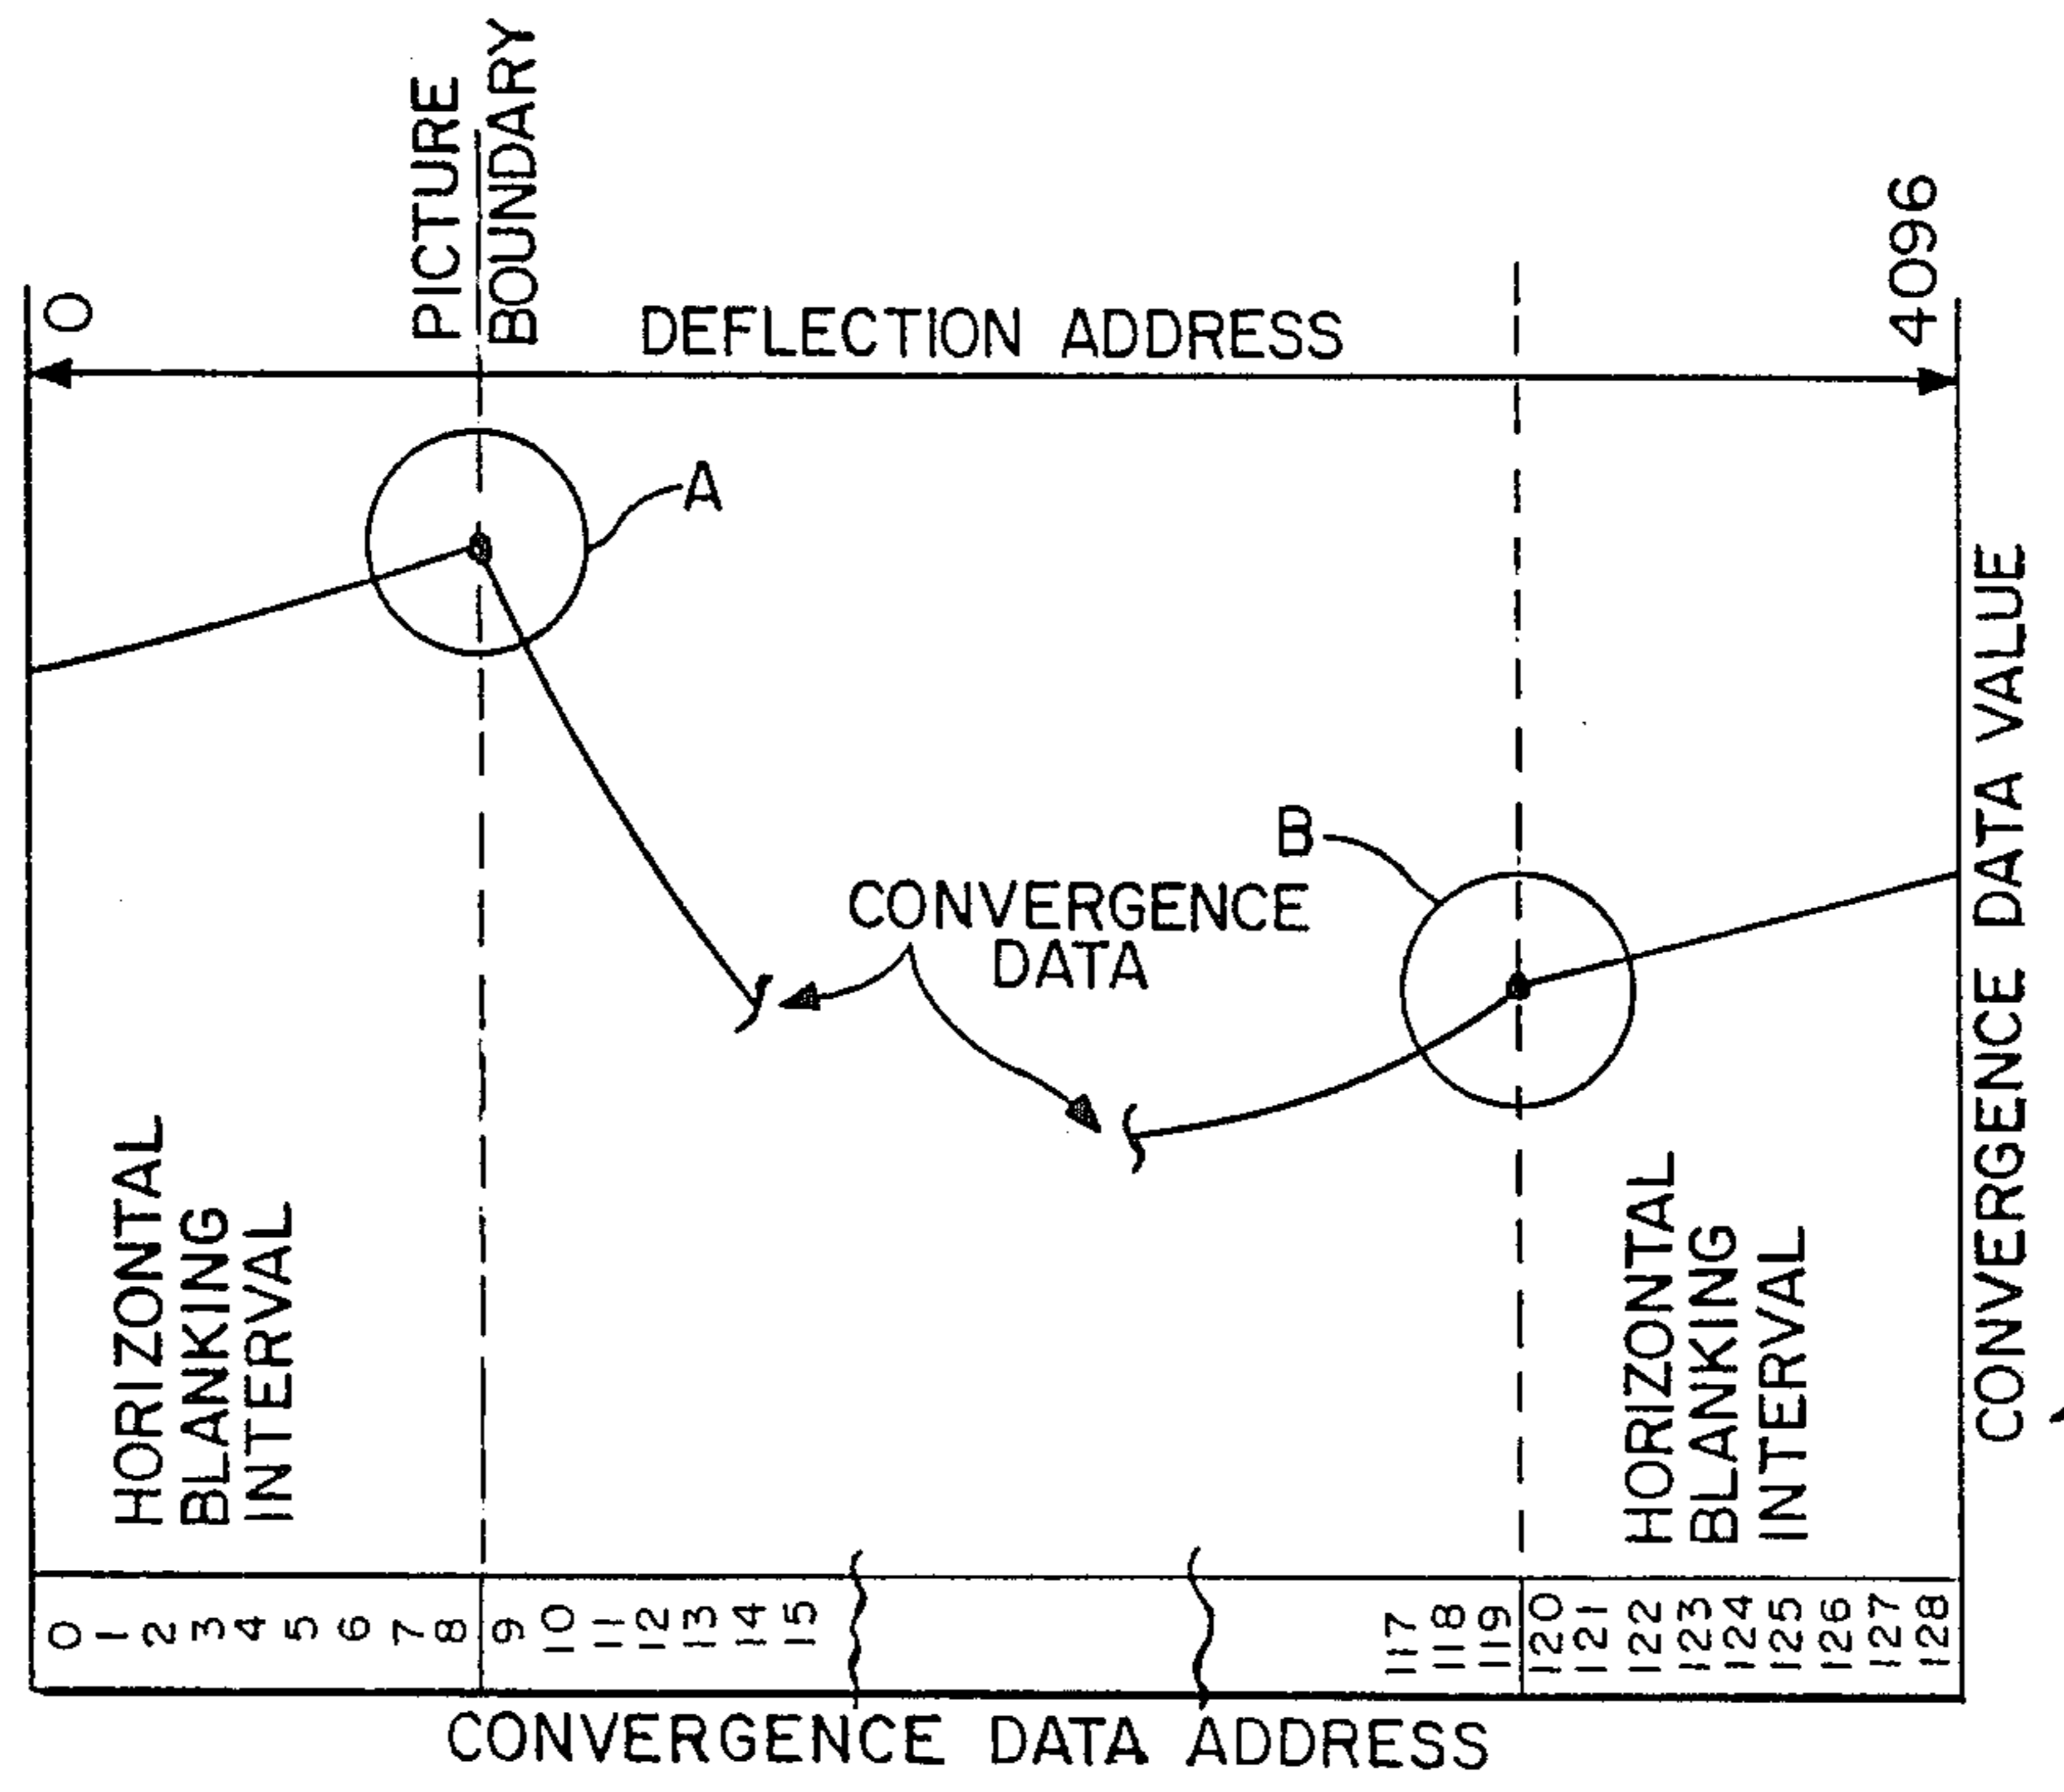 PICTURE
BOUNDARY
0
DEFLECTION ADDRESS
4096
A
B
CONVERGENCE
DATA
HORIZONTAL
BLANKING
INTERVAL
HORIZONTAL
BLANKING
INTERVAL
CONVERGENCE DATA VALUE
0 1 2 3 4 5 6 7 8 9 10 11 12 13 14 15 117 118 119 120 121 122 123 124 125 126 127 128
CONVERGENCE DATA ADDRESS